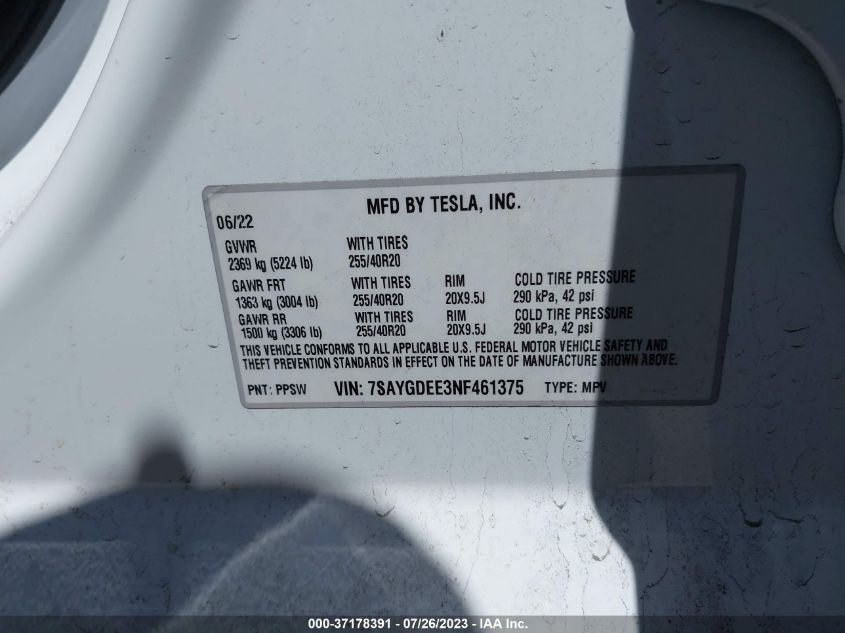 MFD BY TESLA, INC.
06/22
GVWR WITH TIRES
2369 kg (5224 lb) 255/40R20
GAWR FRT WITH TIRES RIM COLD TIRE PRESSURE
1363 kg (3004 lb) 255/40R20 20X9.5J 290 kPa, 42 psi
GAWR RR WITH TIRES RIM COLD TIRE PRESSURE
1500 kg (3306 lb) 255/40R20 20X9.5J 290 kPa, 42 psi
THIS VEHICLE CONFORMS TO ALL APPLICABLE U.S. FEDERAL MOTOR VEHICLE SAFETY AND
THEFT PREVENTION STANDARDS IN EFFECT ON THE DATE OF MANUFACTURE SHOWN ABOVE.
PNT: PPSW VIN: 7SAYGDEE3NF461375 TYPE: MPV
000-37178391 - 07/26/2023 - IAA Inc.